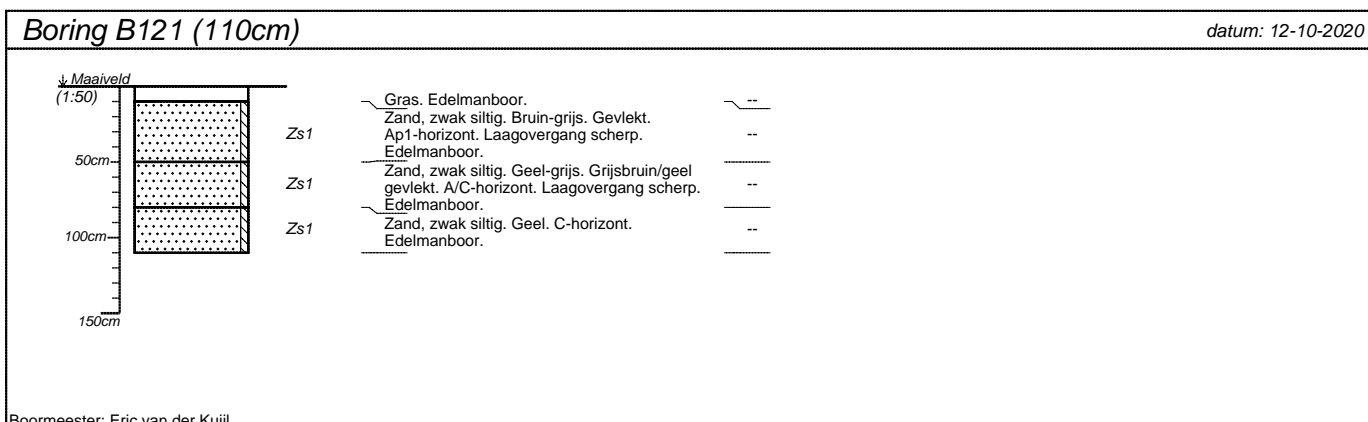 Boring B121 (110cm)
datum: 12-10-2020
Maaiveld
(1:50)
Gras. Edelmanboor.
--
Zs1
Zand, zwak siltig. Bruin-grijs. Gevlekt.
Ap1-horizont. Laagovergang scherp.
Edelmanboor.
--
50cm
Zs1
Zand, zwak siltig. Geel-grijs. Grijsbruin/geel
gevlekt. A/C-horizont. Laagovergang scherp.
Edelmanboor.
--
100cm
Zs1
Zand, zwak siltig. Geel. C-horizont.
Edelmanboor.
--
150cm
Boormeester: Eric van der Kuijl